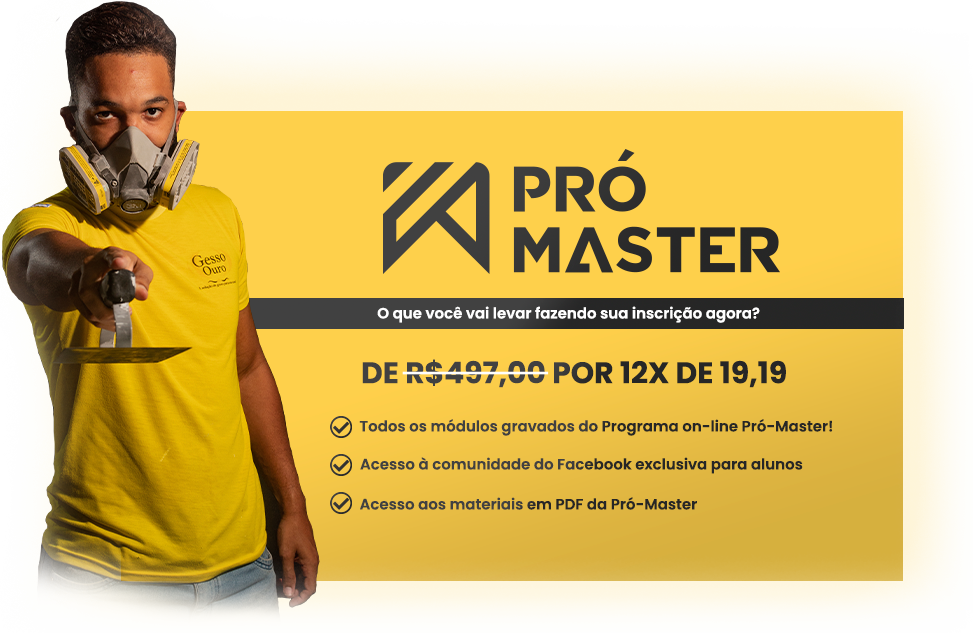 PRÓ
MASTER
Gesso
Ouro
O que você vai levar fazendo sua inscrição agora?
DE R$497,00 POR 12X DE 19,19
Todos os módulos gravados do Programa on-line Pró-Master!
Acesso à comunidade do Facebook exclusiva para alunos
Acesso aos materiais em PDF da Pró-Master